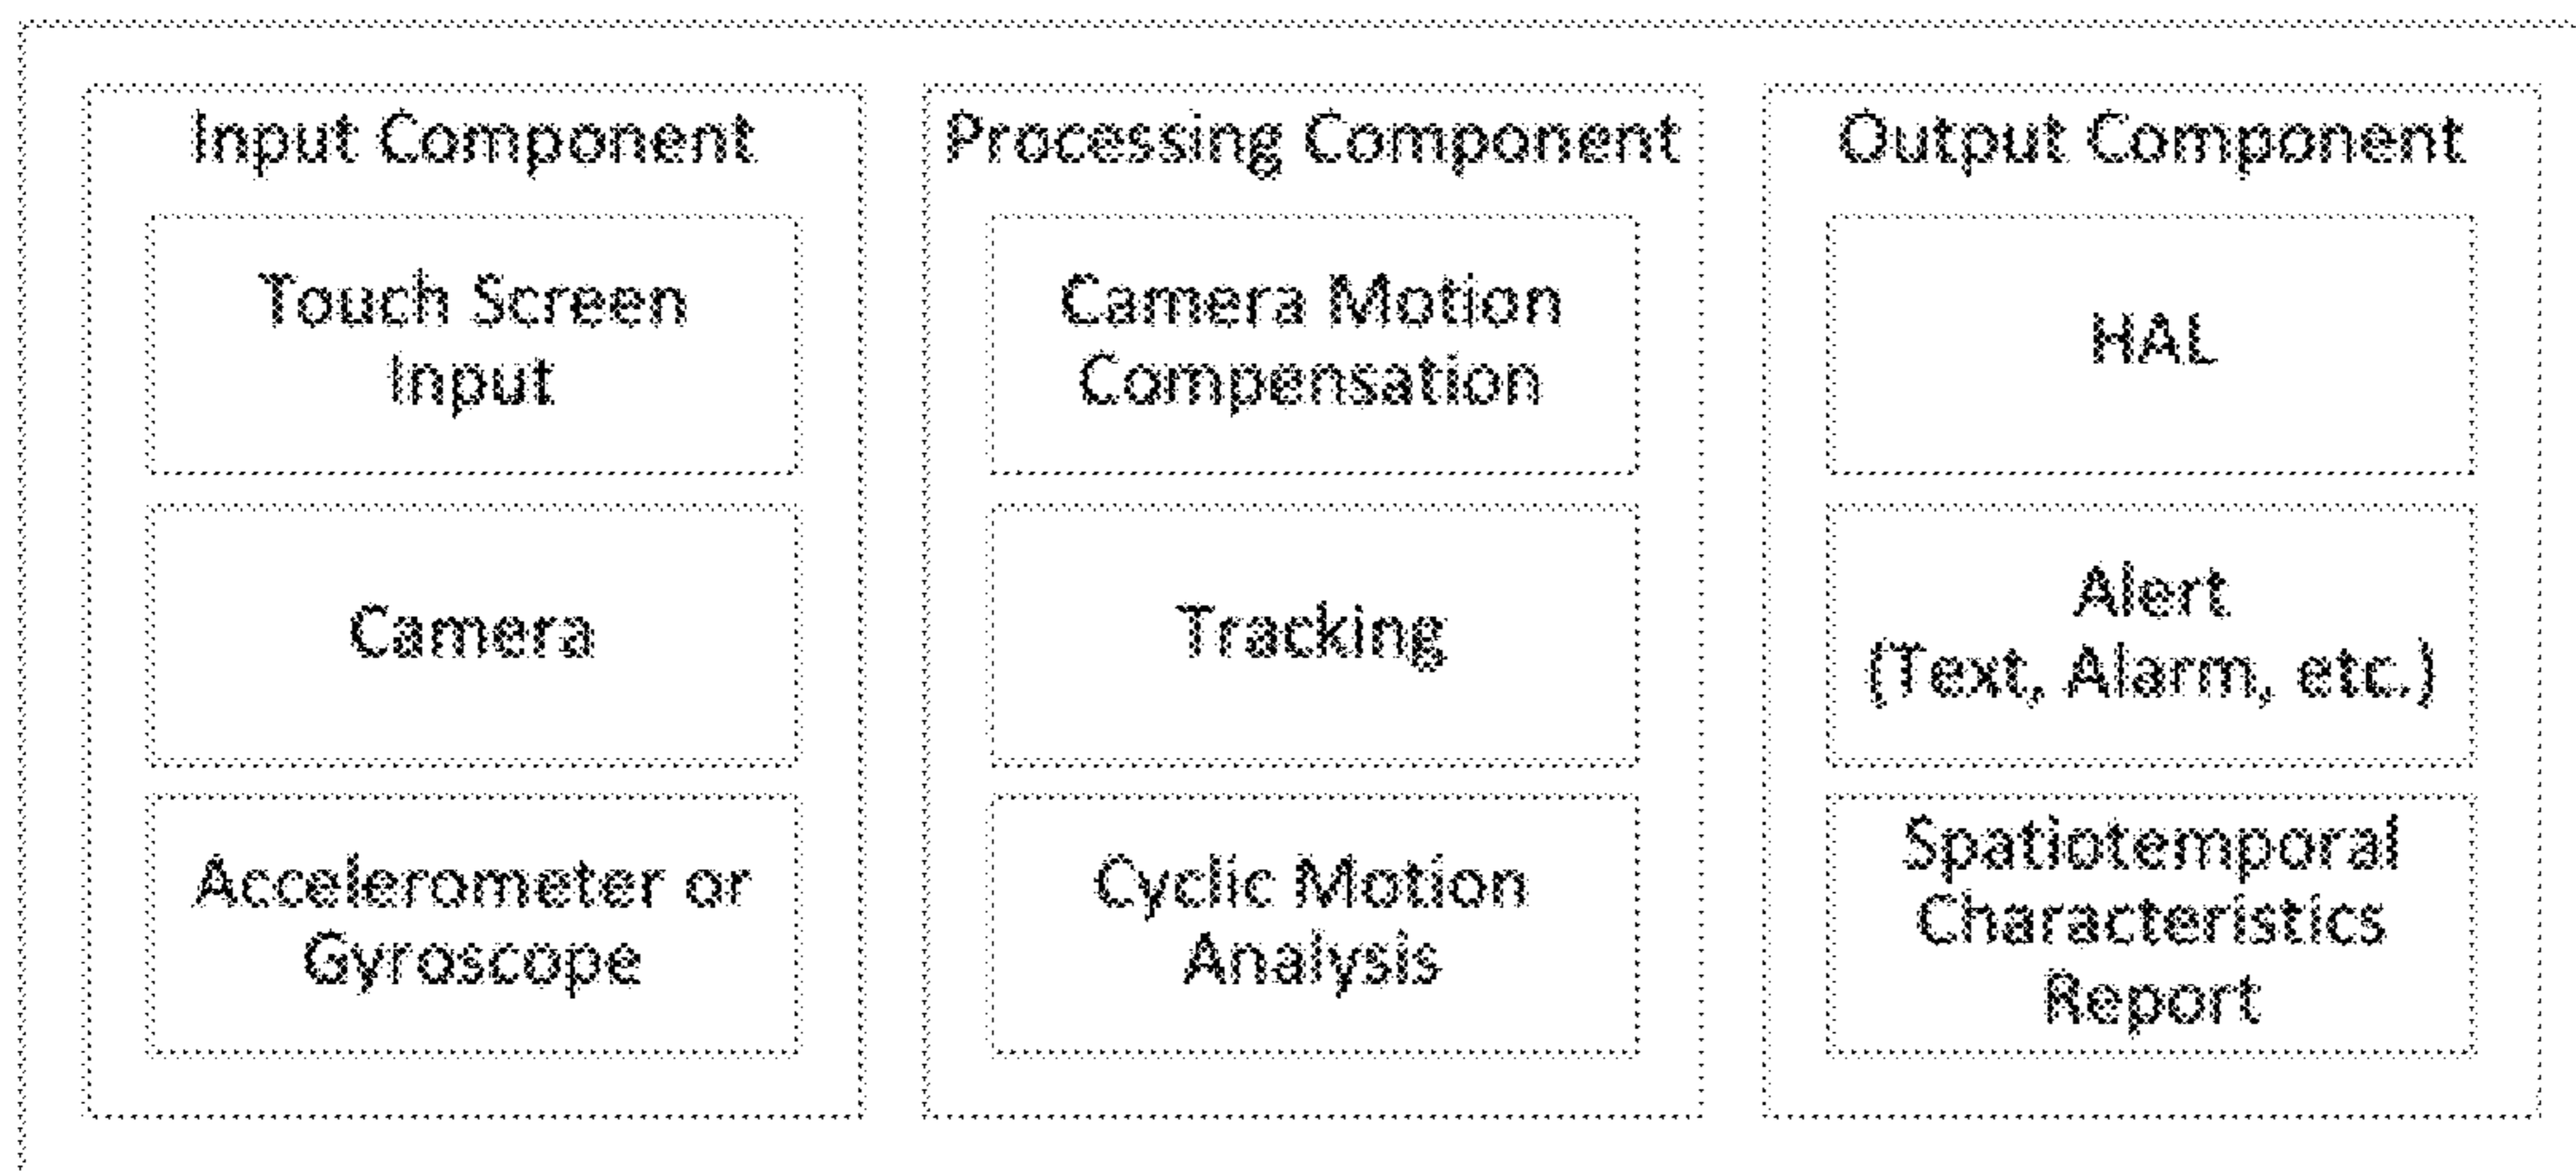 Input Component
Touch Screen
Input
Camera
Accelerometer or
Gyroscope
Processing Component
Camera Motion
Compensation
Tracking
Cyclic Motion
Analysis
Output Component
HAL
Alert
(Text, Alarm, etc.)
Spatiotemporal
Characteristics
Report